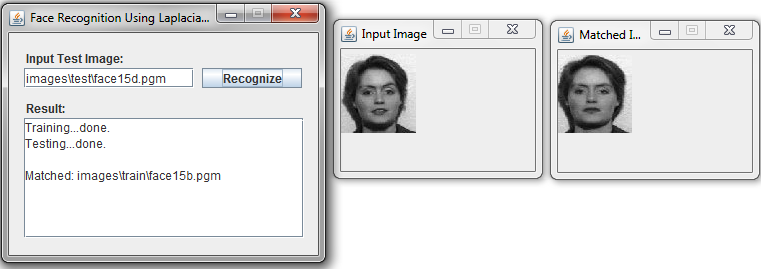 Face Recognition Using Laplacia...
Input Test Image:
images\test\face15d.pgm
Recognize
Result:
Training...done.
Testing...done.
Matched: images\train\face15b.pgm
Input Image
Matched I...